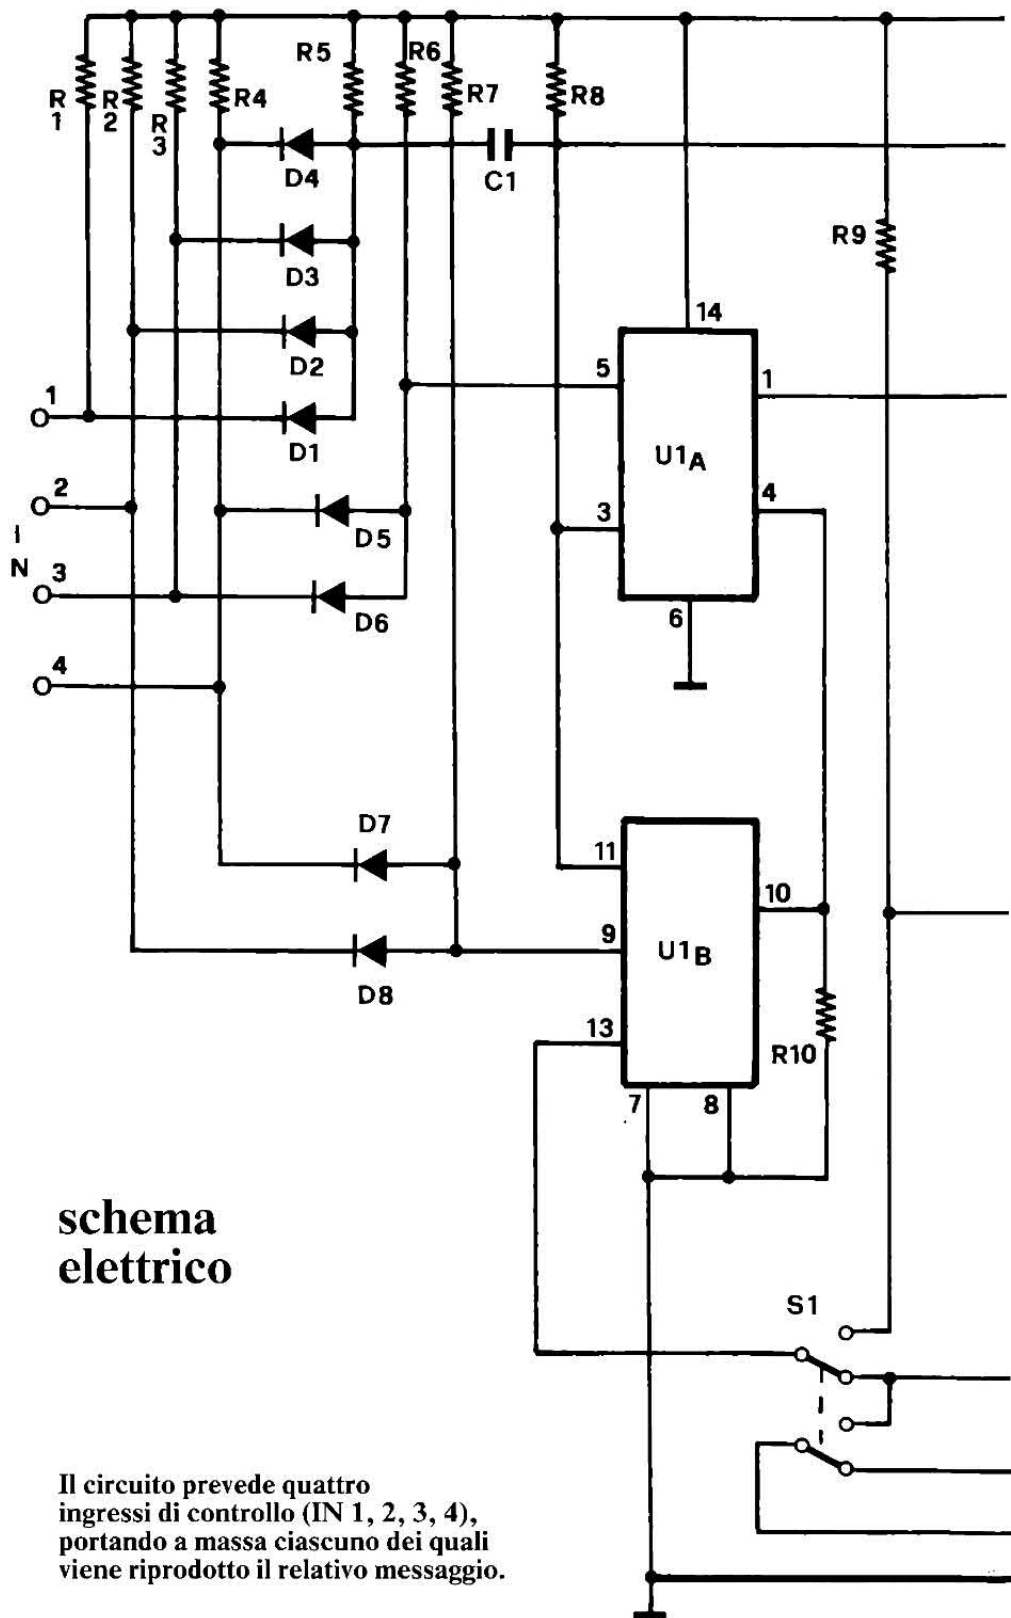 R5
R6
R1
R2
R3
R4
R7
R8
D4
C1
D3
R9
D2
14
5
1
1
D1
U1A
2
4
3
D5
I
N
3
D6
6
4
D7
11
10
9
U1B
D8
13
R10
7
8
schema
elettrico
S1
Il circuito prevede quattro
ingressi di controllo (IN 1, 2, 3, 4),
portando a massa ciascuno dei quali
viene riprodotto il relativo messaggio.